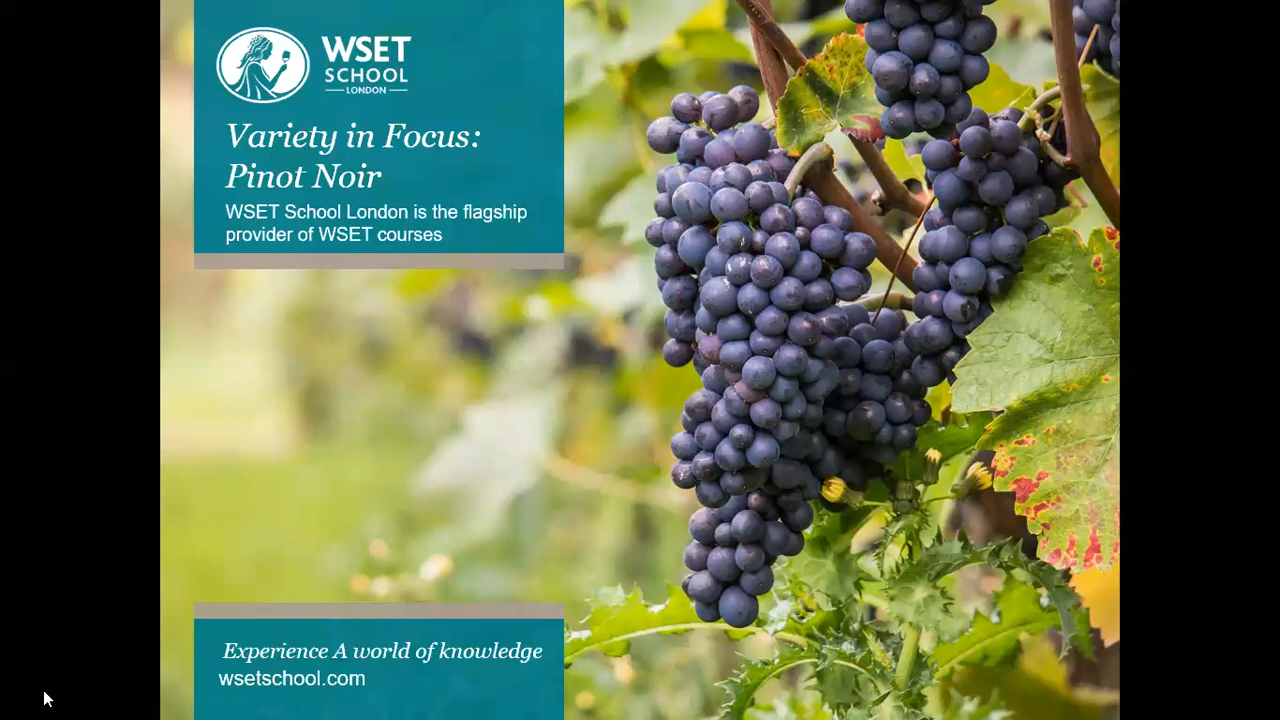 WSET
SCHOOL
LONDON
Variety in Focus:
Pinot Noir
WSET School London is the flagship
provider of WSET courses
Experience A world of knowledge
wsetschool.com